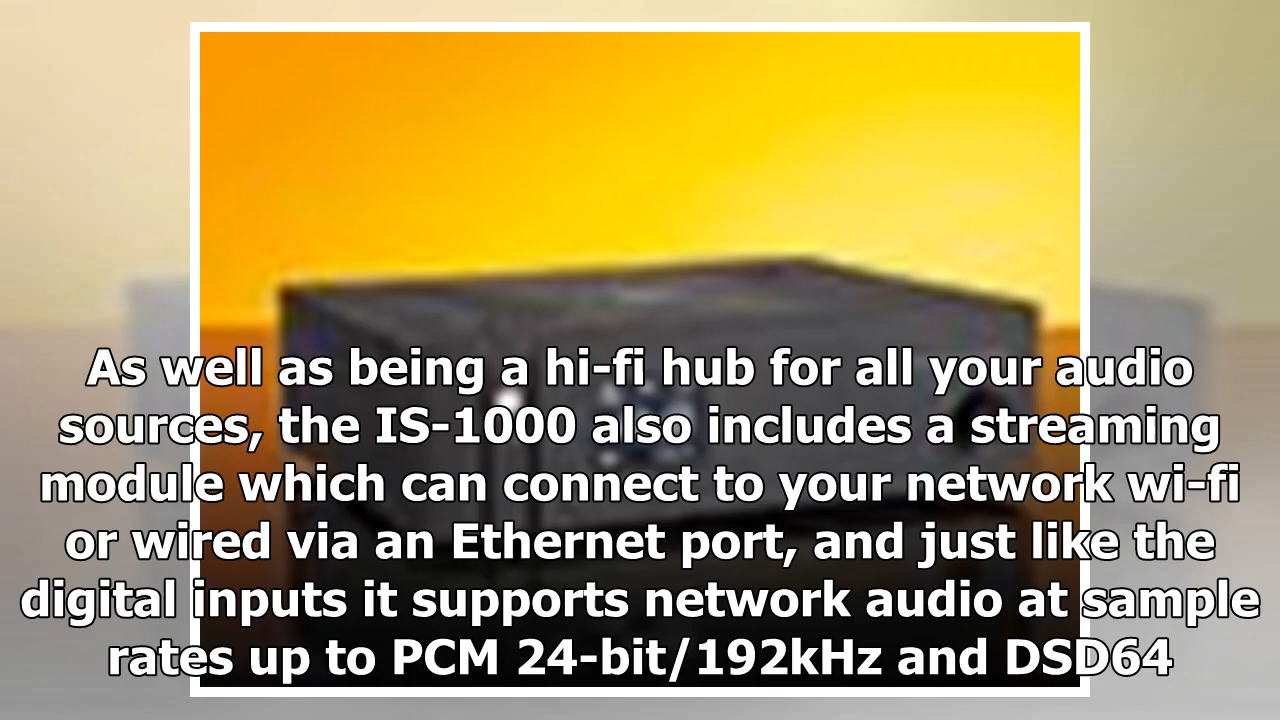 As well as being a hi-fi hub for all your audio
sources, the IS-1000 also includes a streaming
module which can connect to your network wi-fi
or wired via an Ethernet port, and just like the
digital inputs it supports network audio at sample
rates up to PCM 24-bit/192kHz and DSD64